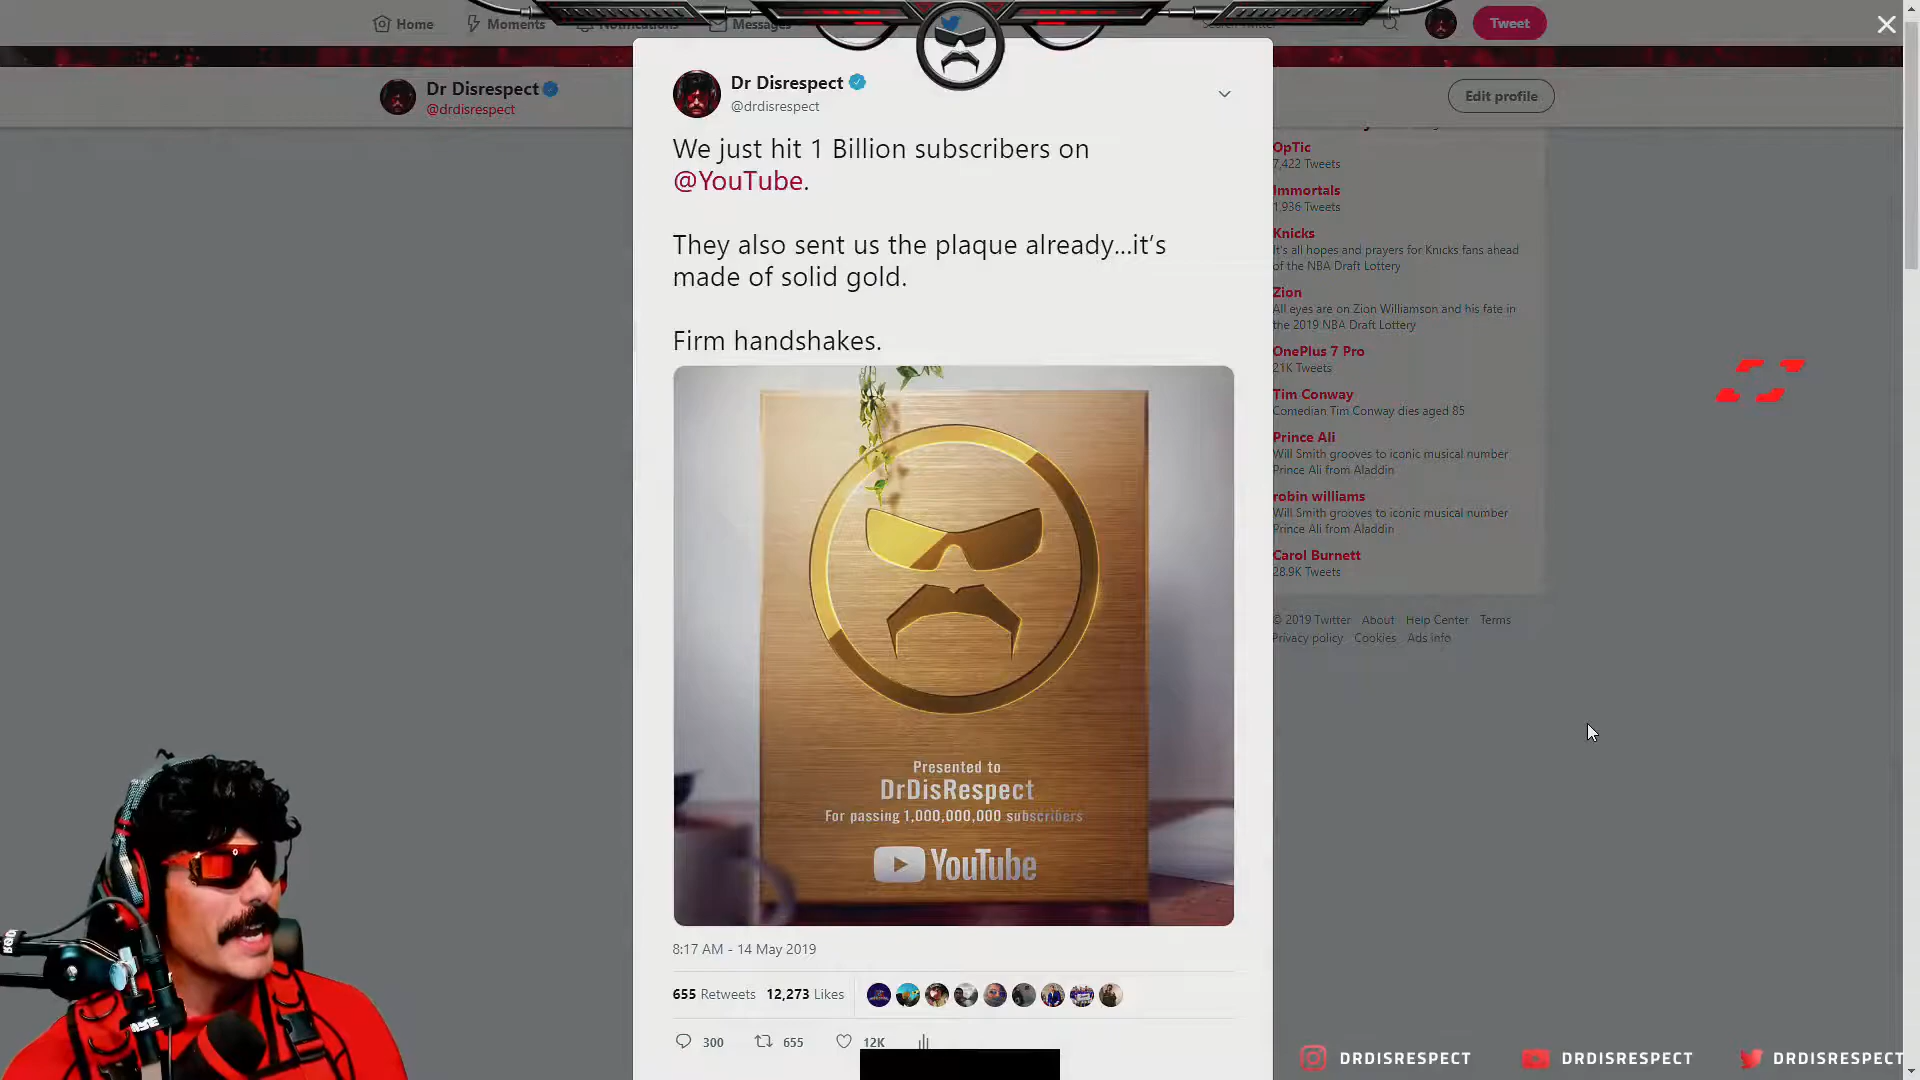 Home
Moments
Notifications
Messages
Search Twitter
Tweet
Dr Disrespect
@drdisrespect
Edit profile
Dr Disrespect
@drdisrespect
We just hit 1 Billion subscribers on
@YouTube.
They also sent us the plaque already...it's
made of solid gold.
Firm handshakes.
Presented to
DrDisRespect
For passing 1,000,000,000 subscribers
YouTube
8:17 AM - 14 May 2019
655 Retweets 12,273 Likes
300 655 12K
OpTic
7,422 Tweets
Immortals
1,936 Tweets
Knicks
It's all hopes and prayers for Knicks fans ahead
of the NBA Draft Lottery
Zion
All eyes are on Zion Williamson and his fate in
the 2019 NBA Draft Lottery
OnePlus 7 Pro
21K Tweets
Tim Conway
Comedian Tim Conway dies aged 85
Prince Ali
Will Smith grooves to iconic musical number
Prince Ali from Aladdin
robin williams
Will Smith grooves to iconic musical number
Prince Ali from Aladdin
Carol Burnett
28.9K Tweets
© 2019 Twitter About Help Center Terms
Privacy policy Cookies Ads info
DRDISRESPECT
DRDISRESPECT
DRDISRESPECT